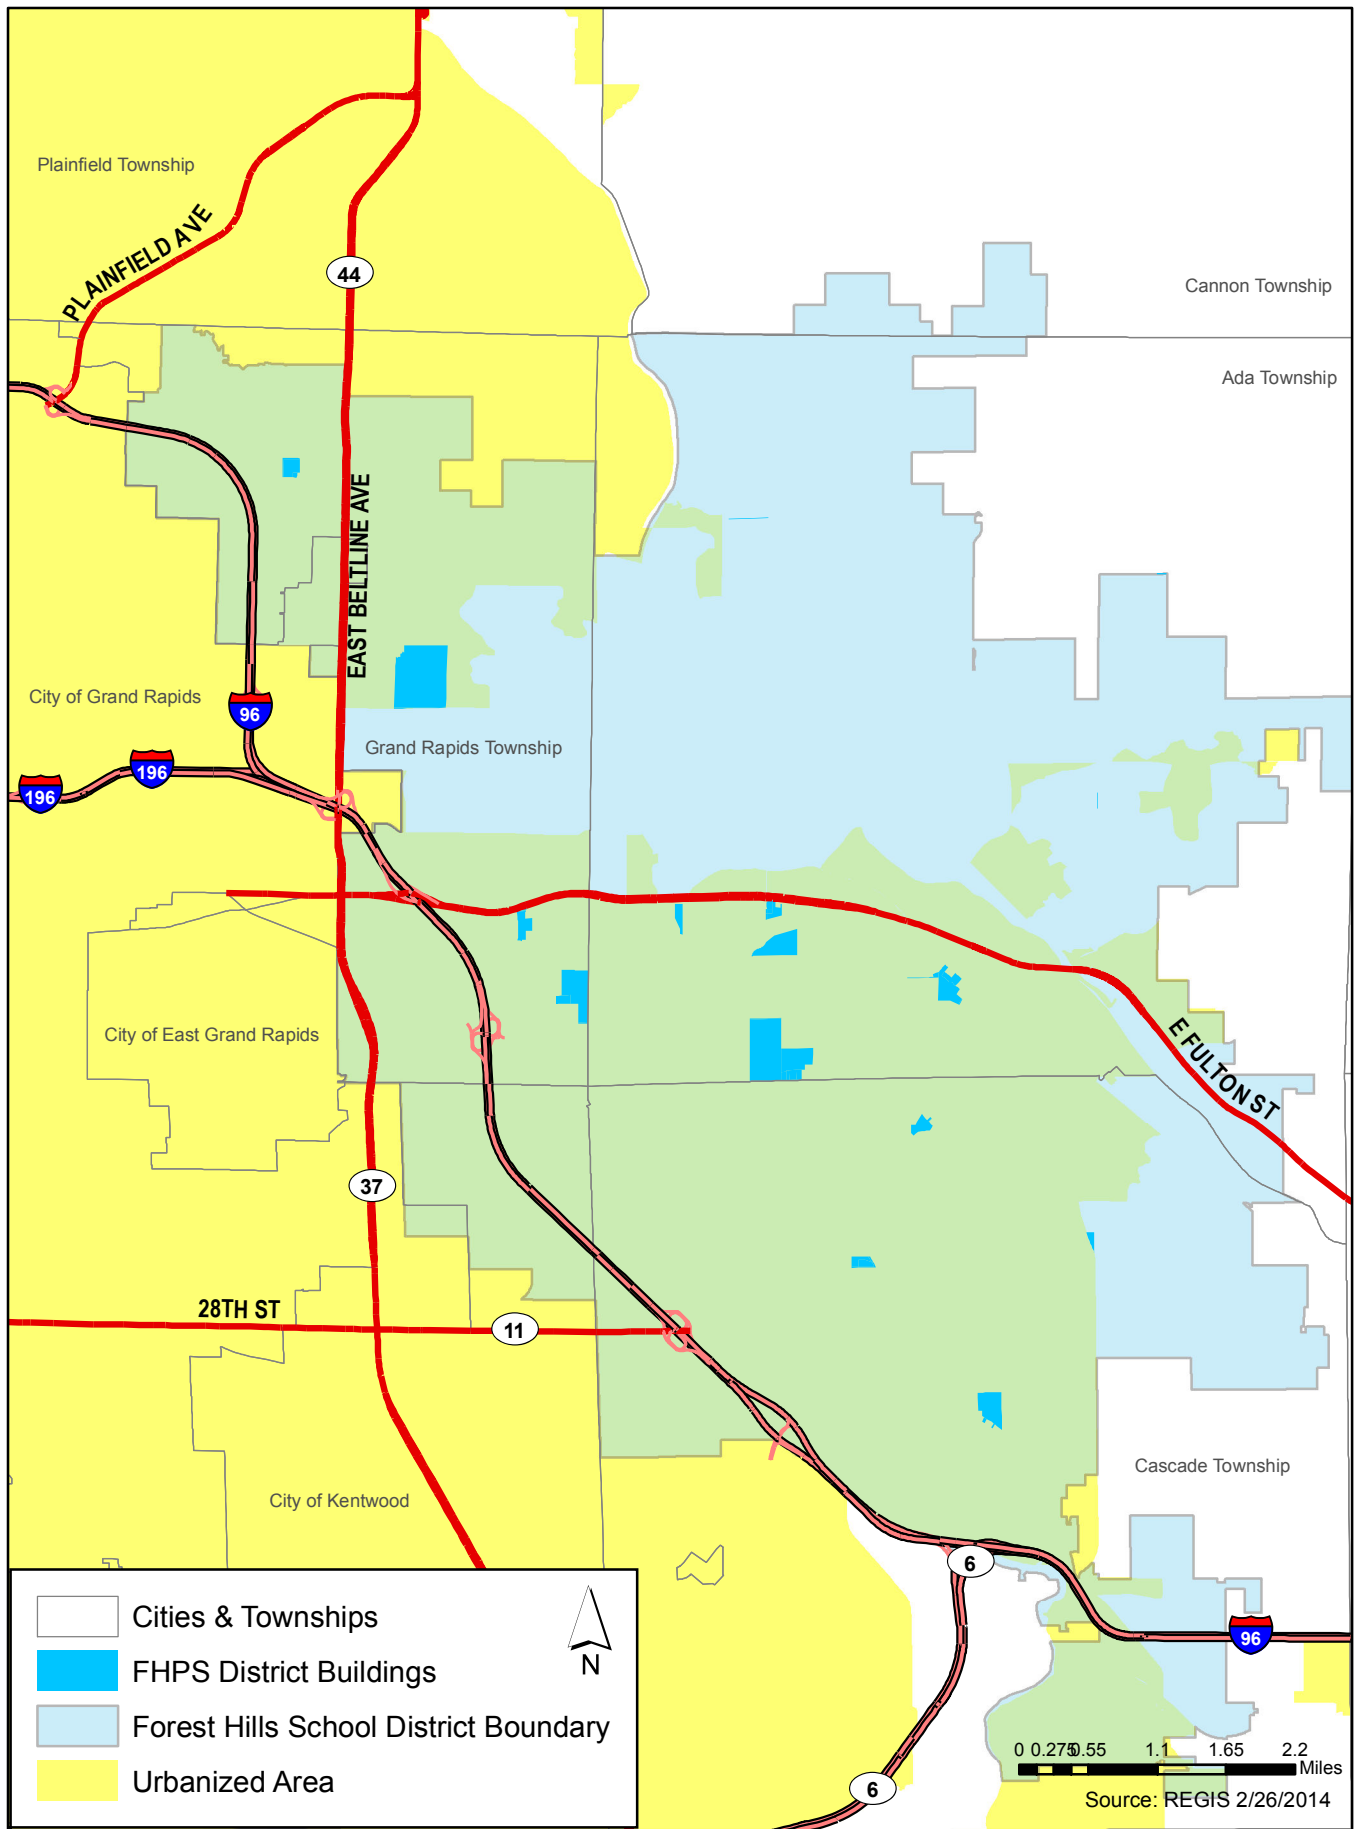 Plainfield Township
PLAINFIELD AVE
44
Cannon Township
Ada Township
EAST BELTLINE AVE
City of Grand Rapids
96
Grand Rapids Township
196
196
City of East Grand Rapids
E FULTON ST
37
28TH ST
11
Cascade Township
City of Kentwood
6
96
6
Cities & Townships
FHPS District Buildings
Forest Hills School District Boundary
Urbanized Area
N
0 0.275 0.55 1.1 1.65 2.2
Miles
Source: REGIS 2/26/2014